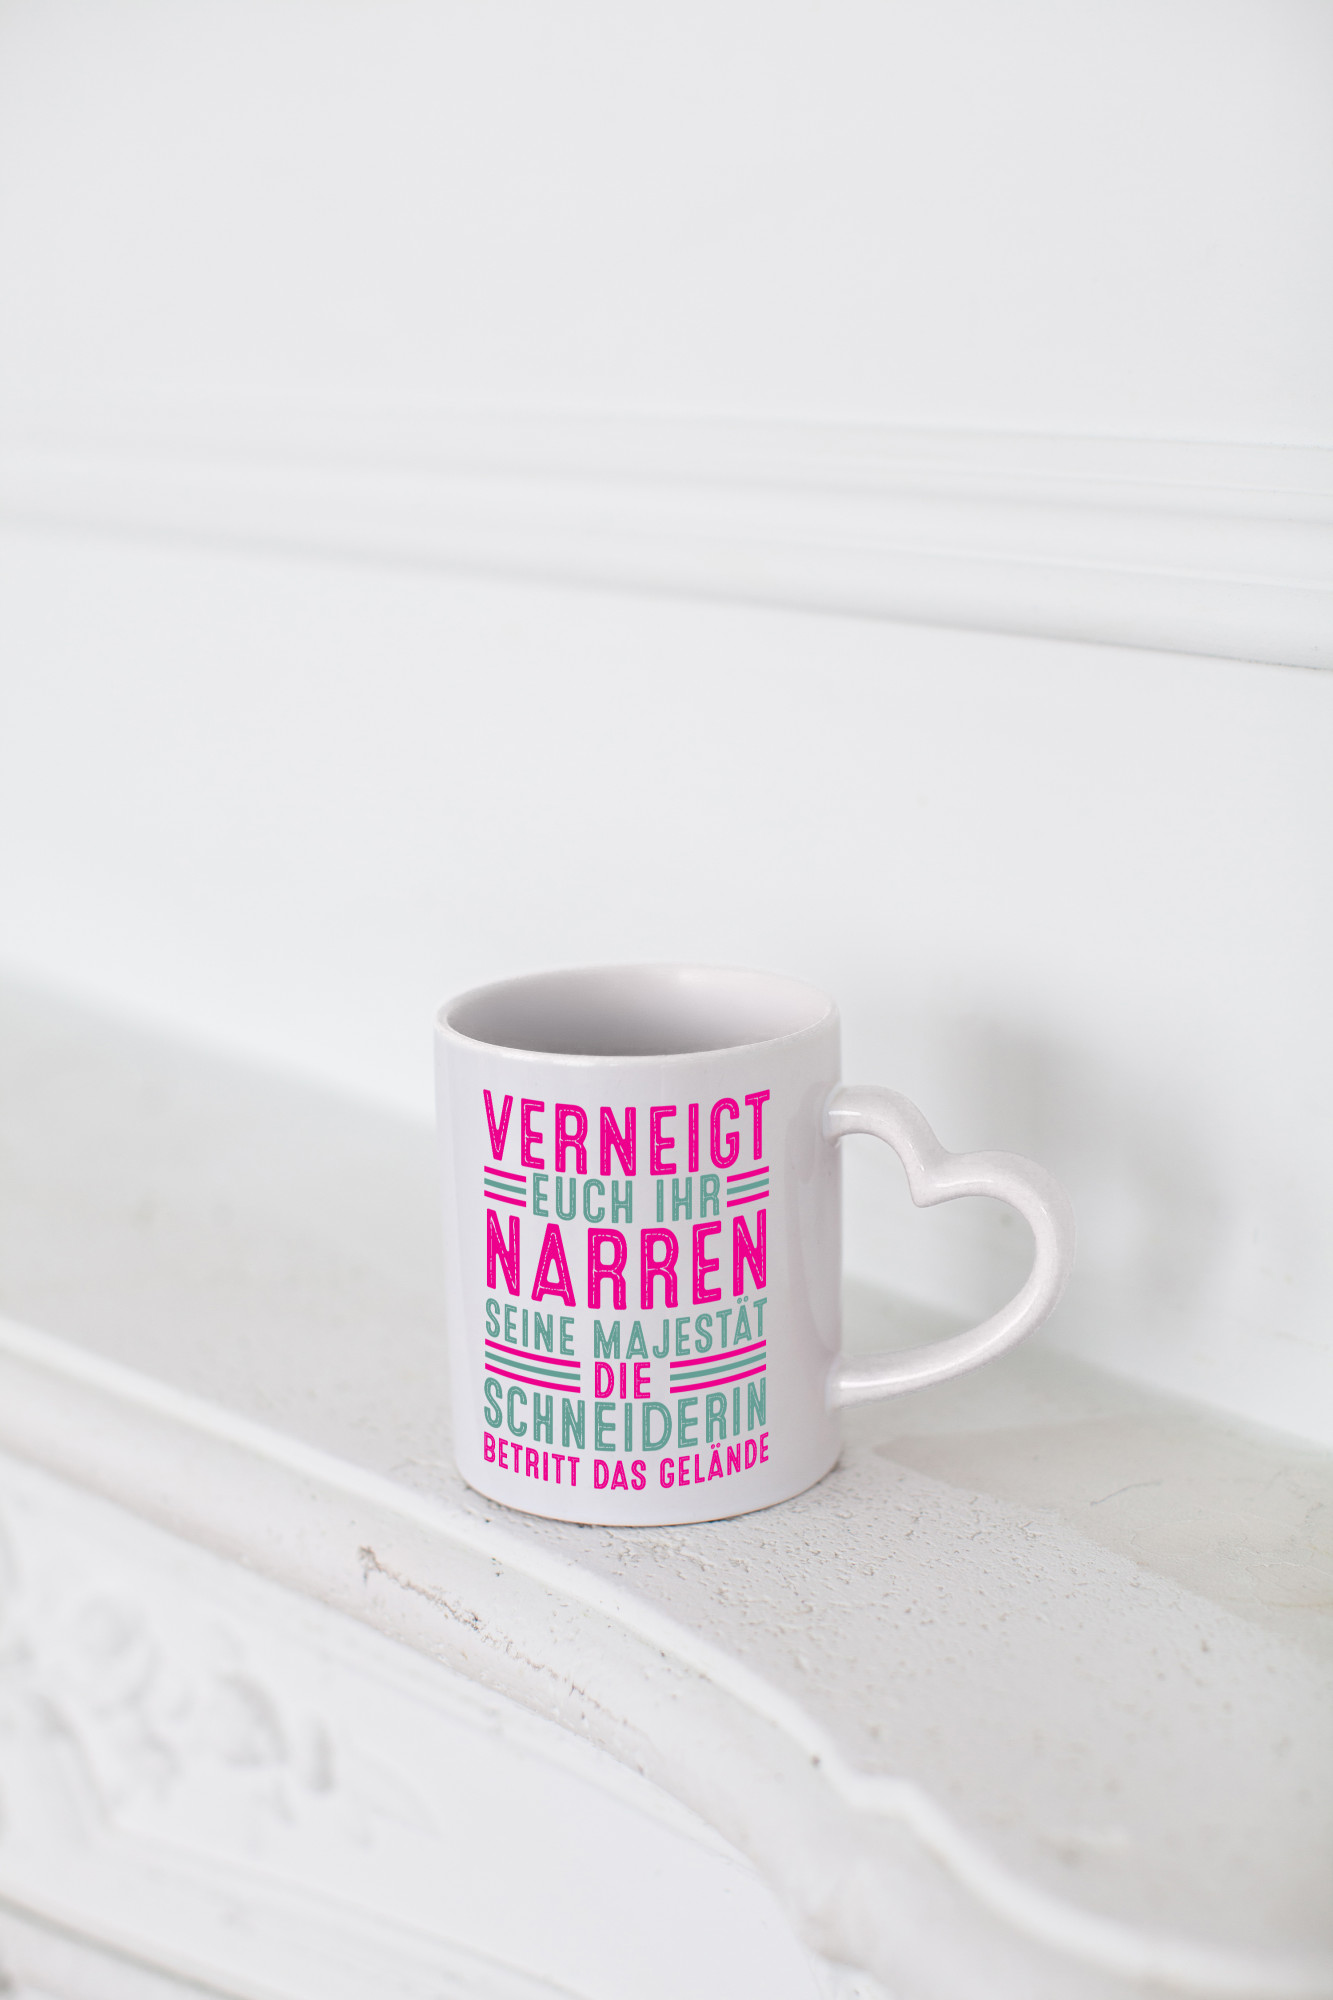 VERNEIGT
EUCH IHR
NARREN
SEINE MAJESTÄT
DIE
SCHNEIDERIN
BETRITT DAS GELÄNDE